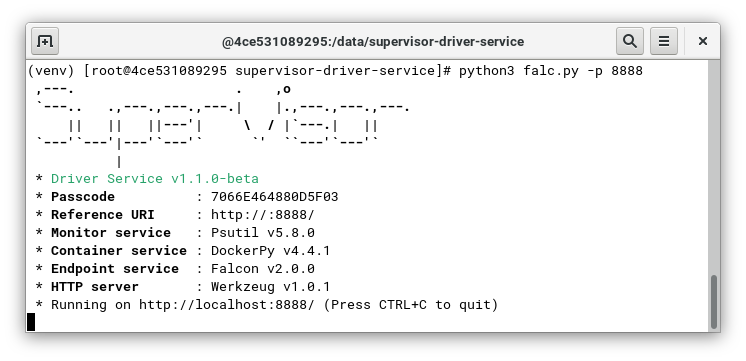 @4ce531089295:/data/supervisor-driver-service
(venv) [root@4ce531089295 supervisor-driver-service]# python3 falc.py -p 8888
 ,---.                    .    ,o
 `---.. .,---.,---.,---.|    |.,---.,---.,---.
     ||   ||   ||---'|     \  / |`---.|   ||
 `---'`---'|---'`---'`      `'  ``---'`---'`
           |
 * Driver Service v1.1.0-beta
 * Passcode          : 7066E464880D5F03
 * Reference URI     : http://:8888/
 * Monitor service   : Psutil v5.8.0
 * Container service : DockerPy v4.4.1
 * Endpoint service  : Falcon v2.0.0
 * HTTP server       : Werkzeug v1.0.1
 * Running on http://localhost:8888/ (Press CTRL+C to quit)